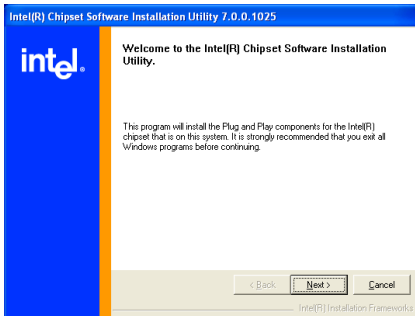 Intel(R) Chipset Software Installation Utility 7.0.0.1025
intel.
Welcome to the Intel(R) Chipset Software Installation
Utility.
This program will install the Plug and Play components for the Intel(R)
chipset that is on this system. It is strongly recommended that you exit all
Windows programs before continuing.
< Back
Next >
Cancel
Intel(R) Installation Frameworks